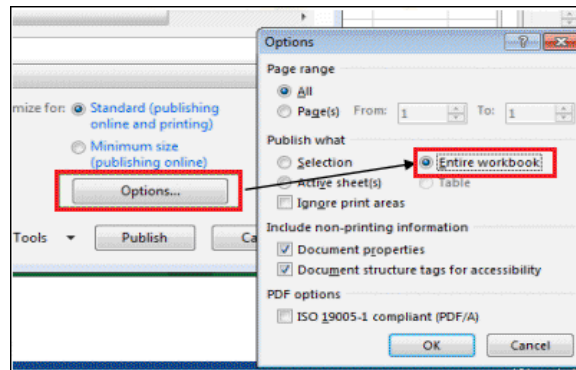 mize for:
Standard (publishing
online and printing)
Minimum size
(publishing online)
Options...
Tools
Publish
Ca
Options
Page range
All
Page(s) From: 1 To: 1
Publish what
Selection Entire workbook
Active sheet(s) Table
Ignore print areas
Include non-printing information
Document properties
Document structure tags for accessibility
PDF options
ISO 19005-1 compliant (PDF/A)
OK Cancel